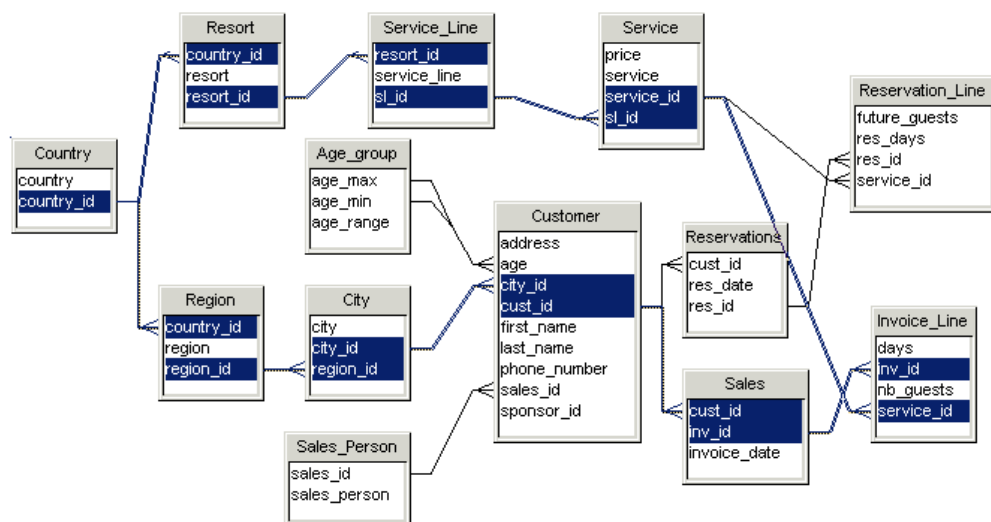 Resort
country_id
resort
resort_id
Service_Line
resort_id
service_line
sl_id
Service
price
service
service_id
sl_id
Reservation_Line
future_guests
res_days
res_id
service_id
Country
country
country_id
Age_group
age_max
age_min
age_range
Customer
address
age
city_id
cust_id
first_name
last_name
phone_number
sales_id
sponsor_id
Reservations
cust_id
res_date
res_id
Region
country_id
region
region_id
City
city
city_id
region_id
Invoice_Line
days
inv_id
nb_guests
service_id
Sales
cust_id
inv_id
invoice_date
Sales_Person
sales_id
sales_person